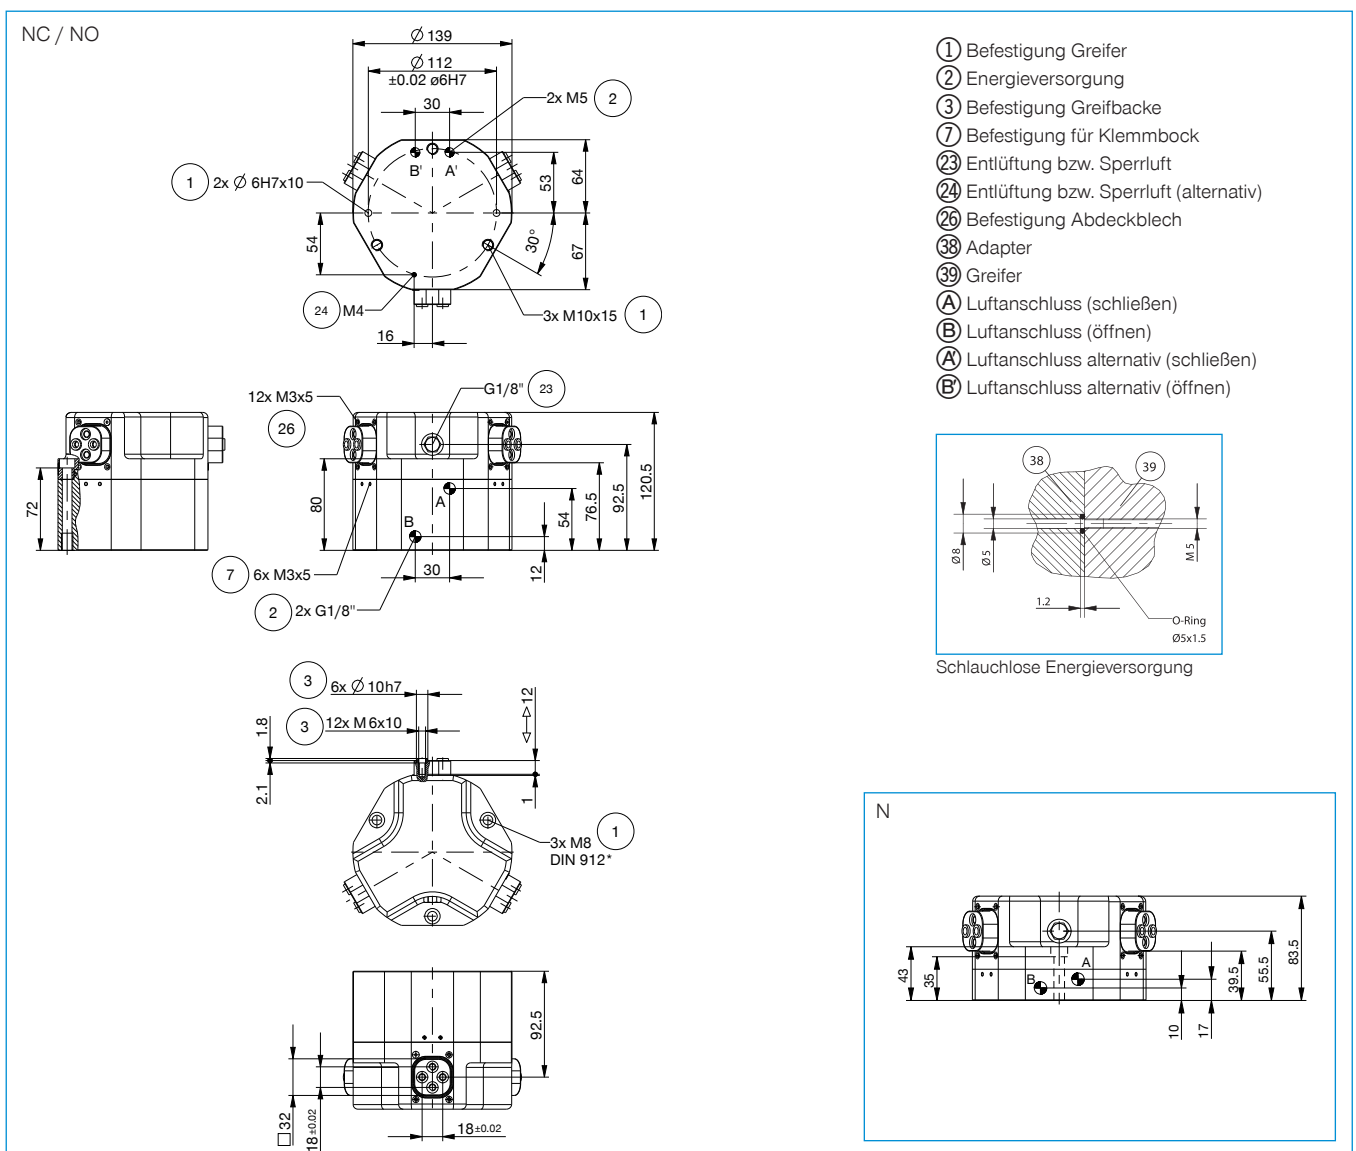 NC / NO
Ø 139
Ø 112
±0.02 ø6H7
30
2x M5 2
B' A'
1 2x Ø 6H7x10
53
64
54
30°
67
24 M4
3x M10x15 1
16
1 Befestigung Greifer
2 Energieversorgung
3 Befestigung Greifbacke
7 Befestigung für Klemmbock
23 Entlüftung bzw. Sperrluft
24 Entlüftung bzw. Sperrluft (alternativ)
26 Befestigung Abdeckblech
38 Adapter
39 Greifer
A Luftanschluss (schließen)
B Luftanschluss (öffnen)
A' Luftanschluss alternativ (schließen)
B' Luftanschluss alternativ (öffnen)
12x M3x5
26
G1/8" 23
72
80
A
B
54
76.5
92.5
120.5
12
30
7 6x M3x5
2 2x G1/8"
38
39
Ø 8
Ø 5
M 5
1.2
O-Ring
Ø5x1.5
Schlauchlose Energieversorgung
3 6x Ø 10h7
3 12x M 6x10
12
1.8
2.1
1
3x M8 1
DIN 912*
92.5
□ 32
18±0.02
18±0.02
N
43
35
B
A
10
17
39.5
55.5
83.5